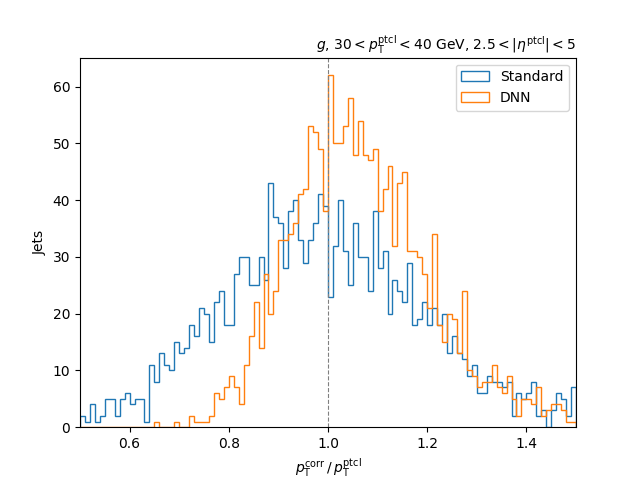 g, 30 < p_T^ptcl < 40 GeV, 2.5 < |η^ptcl| < 5
Standard
DNN
60
50
40
30
20
10
0
Jets
0.6 0.8 1.0 1.2 1.4
p_T^corr / p_T^ptcl